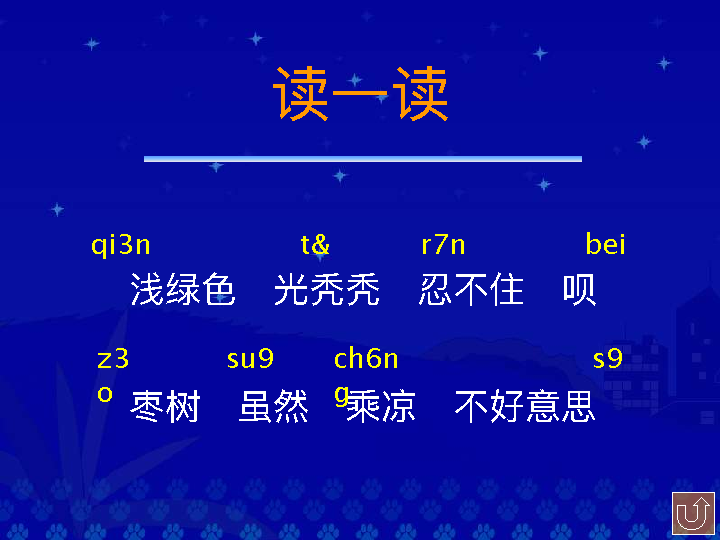 读一读
qi3n t& r7n bei
浅绿色 光秃秃 忍不住 呗
z3o su9 ch6ng s9
枣树 虽然 乘凉 不好意思